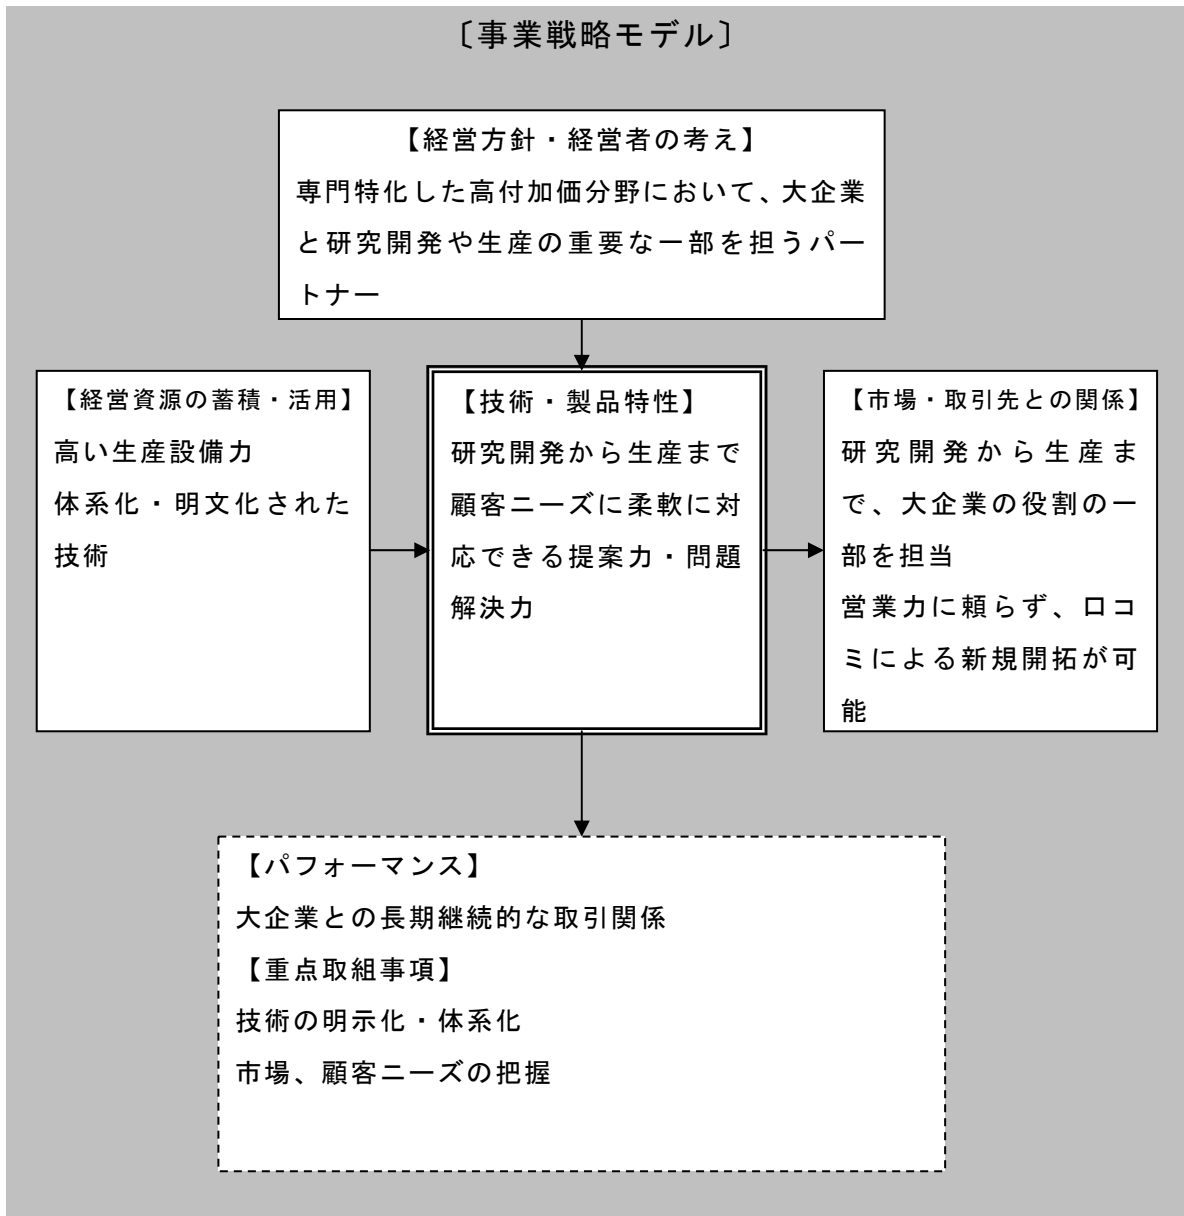 〔事業戦略モデル〕
【経営方針・経営者の考え】
専門特化した高付加価分野において、大企業
と研究開発や生産の重要な一部を担うパー
トナー
【経営資源の蓄積・活用】
高い生産設備力
体系化・明文化された
技術
【技術・製品特性】
研究開発から生産まで
顧客ニーズに柔軟に対
応できる提案力・問題
解決力
【市場・取引先との関係】
研究開発から生産ま
で、大企業の役割の一
部を担当
営業力に頼らず、口コ
ミによる新規開拓が可
能
【パフォーマンス】
大企業との長期継続的な取引関係
【重点取組事項】
技術の明示化・体系化
市場、顧客ニーズの把握